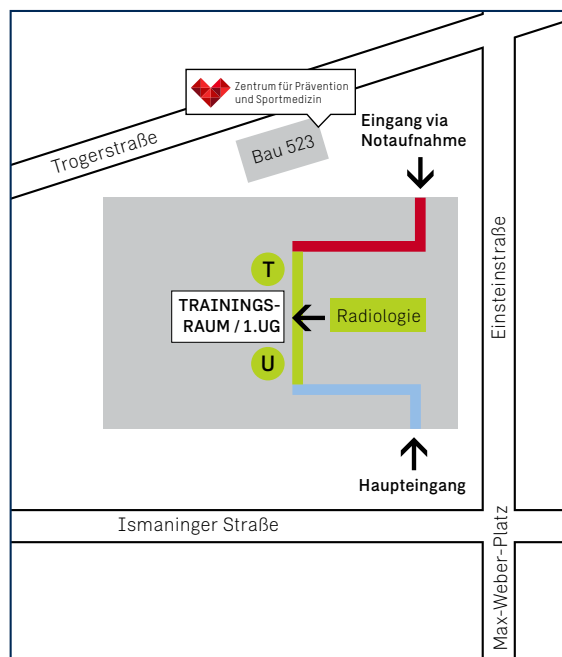 Zentrum für Prävention
und Sportmedizin
Eingang via
Notaufnahme
Trogerstraße
Bau 523
T
TRAININGS-
RAUM / 1.UG
Radiologie
U
Einsteinstraße
Haupteingang
Ismaninger Straße
Max-Weber-Platz